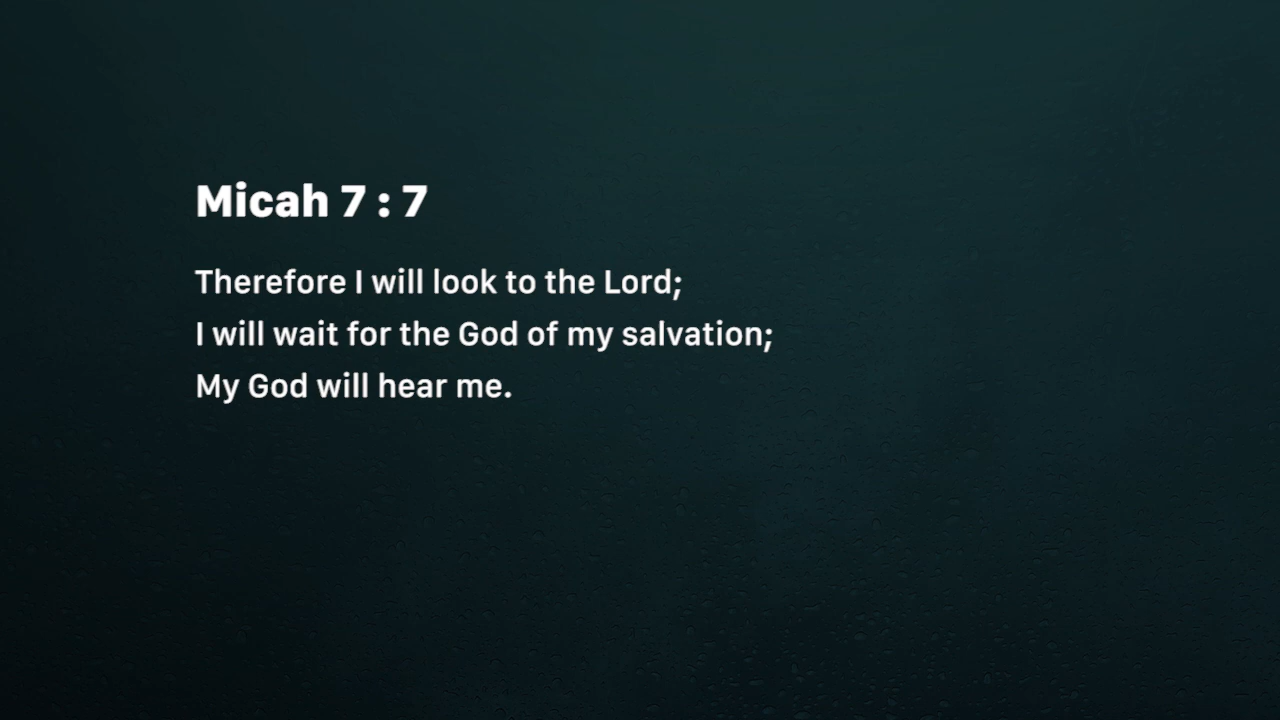 Micah 7 : 7
Therefore I will look to the Lord;
I will wait for the God of my salvation;
My God will hear me.